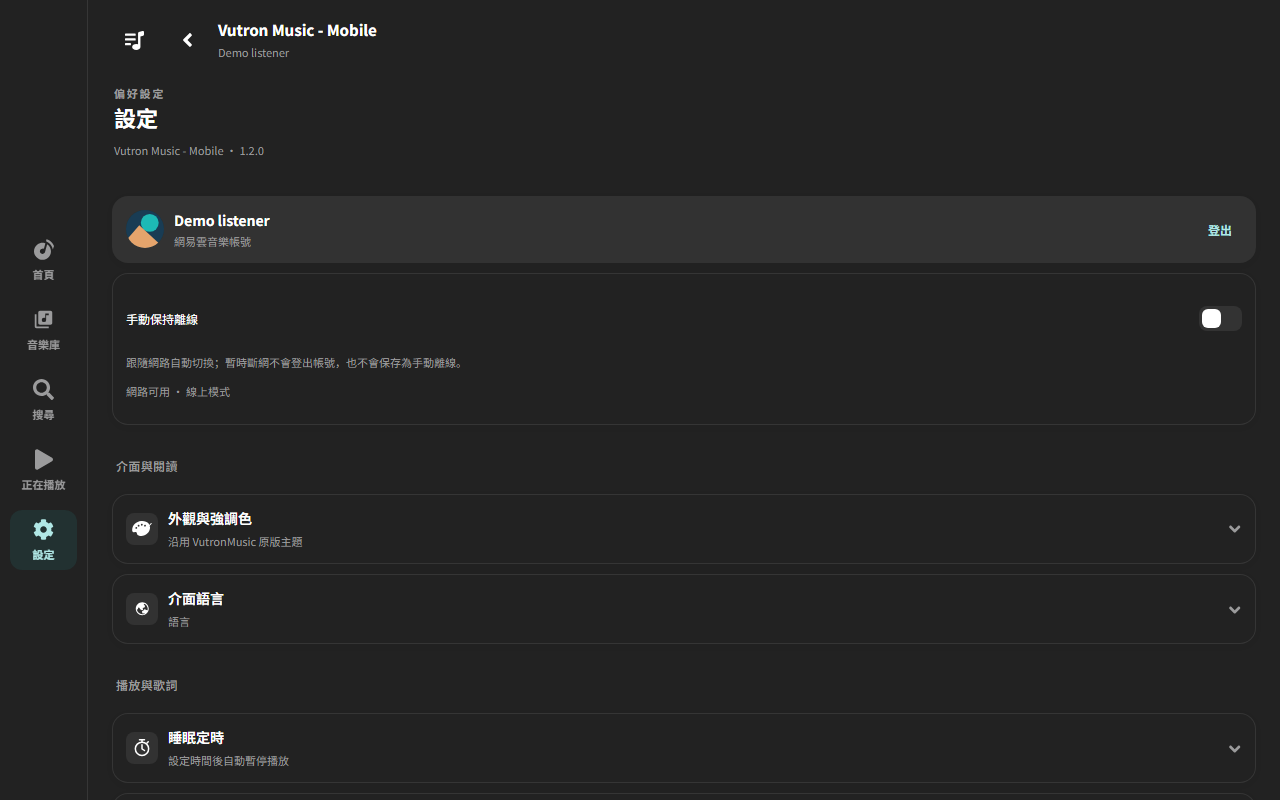 Vutron Music - Mobile
Demo listener
偏好設定
設定
Vutron Music - Mobile • 1.2.0
Demo listener
網易雲音樂帳號
登出
手動保持離線
跟隨網路自動切換；暫時斷網不會登出帳號，也不會保存為手動離線。
網路可用 • 線上模式
首頁
音樂庫
搜尋
正在播放
設定
介面與閱讀
外觀與強調色
沿用 VutronMusic 原版主題
介面語言
語言
播放與歌詞
睡眠定時
設定時間後自動暫停播放